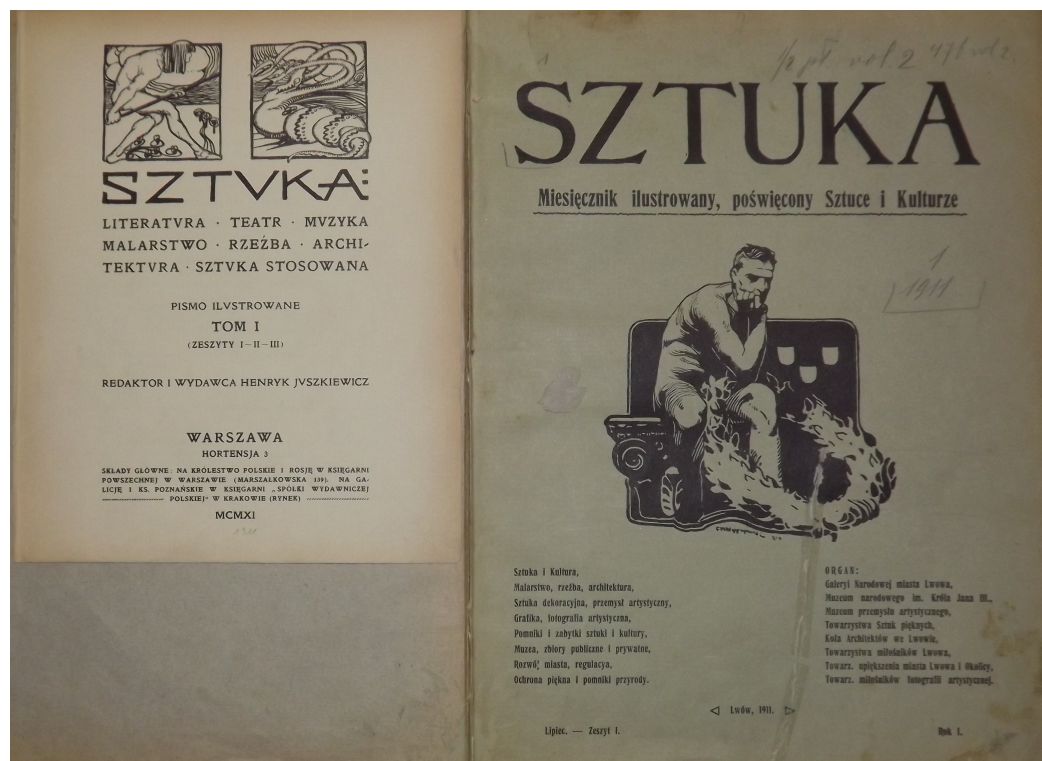 SZTVKA:
LITERATVRA · TEATR · MVZYKA
MALARSTWO · RZEŹBA · ARCHI-
TEKTVRA · SZTVKA STOSOWANA
PISMO ILVSTROWANE
TOM I
(ZESZYTY I—II—III)
REDAKTOR I WYDAWCA HENRYK JVSZKIEWICZ
WARSZAWA
HORTENSJA 3
SKŁADY GŁÓWNE: NA KRÓLESTWO POLSKIE I ROSJĘ W KSIĘGARNI
POWSZECHNEJ W WARSZAWIE (MARSZAŁKOWSKA 139). NA GA-
LICJĘ I KS. POZNAŃSKIE W KSIĘGARNI „SPÓŁKI WYDAWNICZEJ
POLSKIEJ" W KRAKOWIE (RYNEK)
MCMXI
1911
vol. 2
SZTUKA
Miesięcznik ilustrowany, poświęcony Sztuce i Kulturze
1
1911
Sztuka i Kultura,
Malarstwo, rzeźba, architektura,
Sztuka dekoracyjna, przemysł artystyczny,
Grafika, fotografia artystyczna,
Pomniki i zabytki sztuki i kultury,
Muzea, zbiory publiczne i prywatne,
Rozwój miasta, regulacya,
Ochrona piękna i pomniki przyrody.
ORGAN:
Galeryi Narodowej miasta Lwowa,
Muzeum narodowego im. Króla Jana III.,
Muzeum przemysłu artystycznego,
Towarzystwa Sztuk pięknych,
Koła Architektów we Lwowie,
Towarzystwa miłośników Lwowa,
Towarz. upiększenia miasta Lwowa i Okolicy,
Towarz. miłośników fotografii artystycznej.
Lwów, 1911.
Lipiec. — Zeszyt I.
Rok I.